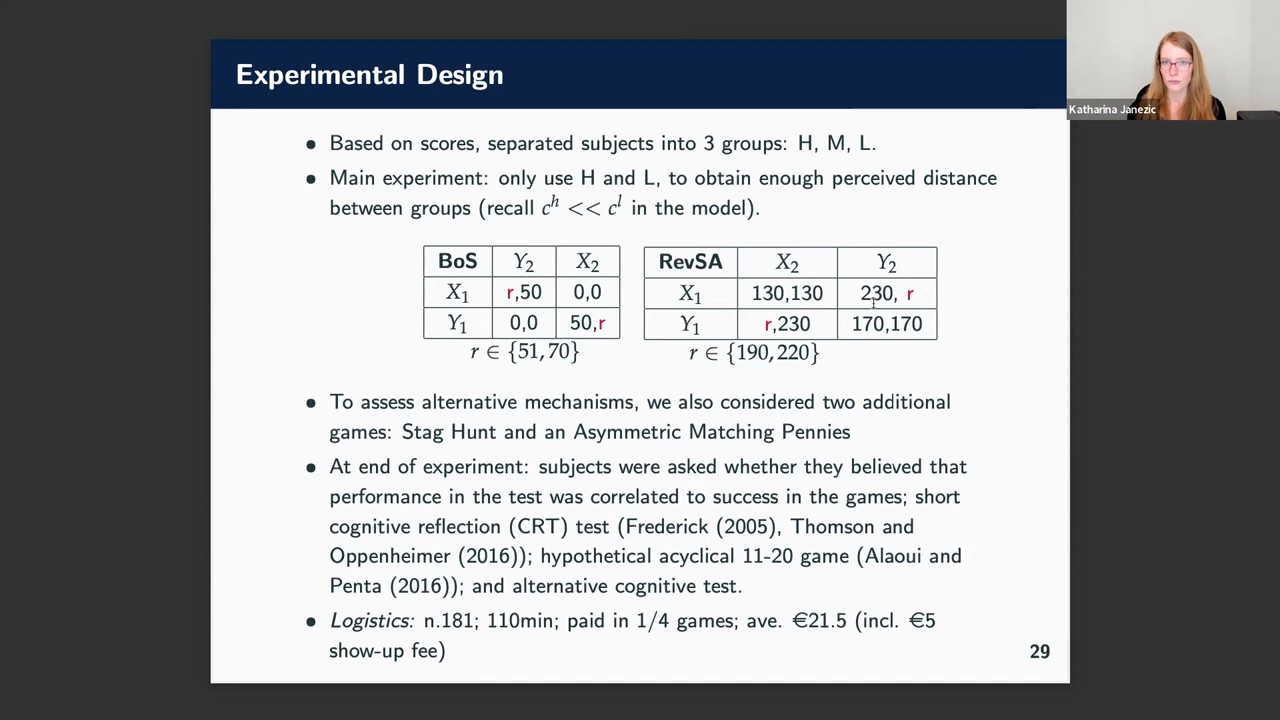 Experimental Design
Katharina Janezic
• Based on scores, separated subjects into 3 groups: H, M, L.
• Main experiment: only use H and L, to obtain enough perceived distance
between groups (recall c^h << c^l in the model).
BoS Y₂ X₂
X₁ r,50 0,0
Y₁ 0,0 50,r
r ∈ {51, 70}
RevSA X₂ Y₂
X₁ 130,130 230, r
Y₁ r,230 170,170
r ∈ {190, 220}
• To assess alternative mechanisms, we also considered two additional
games: Stag Hunt and an Asymmetric Matching Pennies
• At end of experiment: subjects were asked whether they believed that
performance in the test was correlated to success in the games; short
cognitive reflection (CRT) test (Frederick (2005), Thomson and
Oppenheimer (2016)); hypothetical acyclical 11-20 game (Alaoui and
Penta (2016)); and alternative cognitive test.
• Logistics: n.181; 110min; paid in 1/4 games; ave. €21.5 (incl. €5
show-up fee)
29